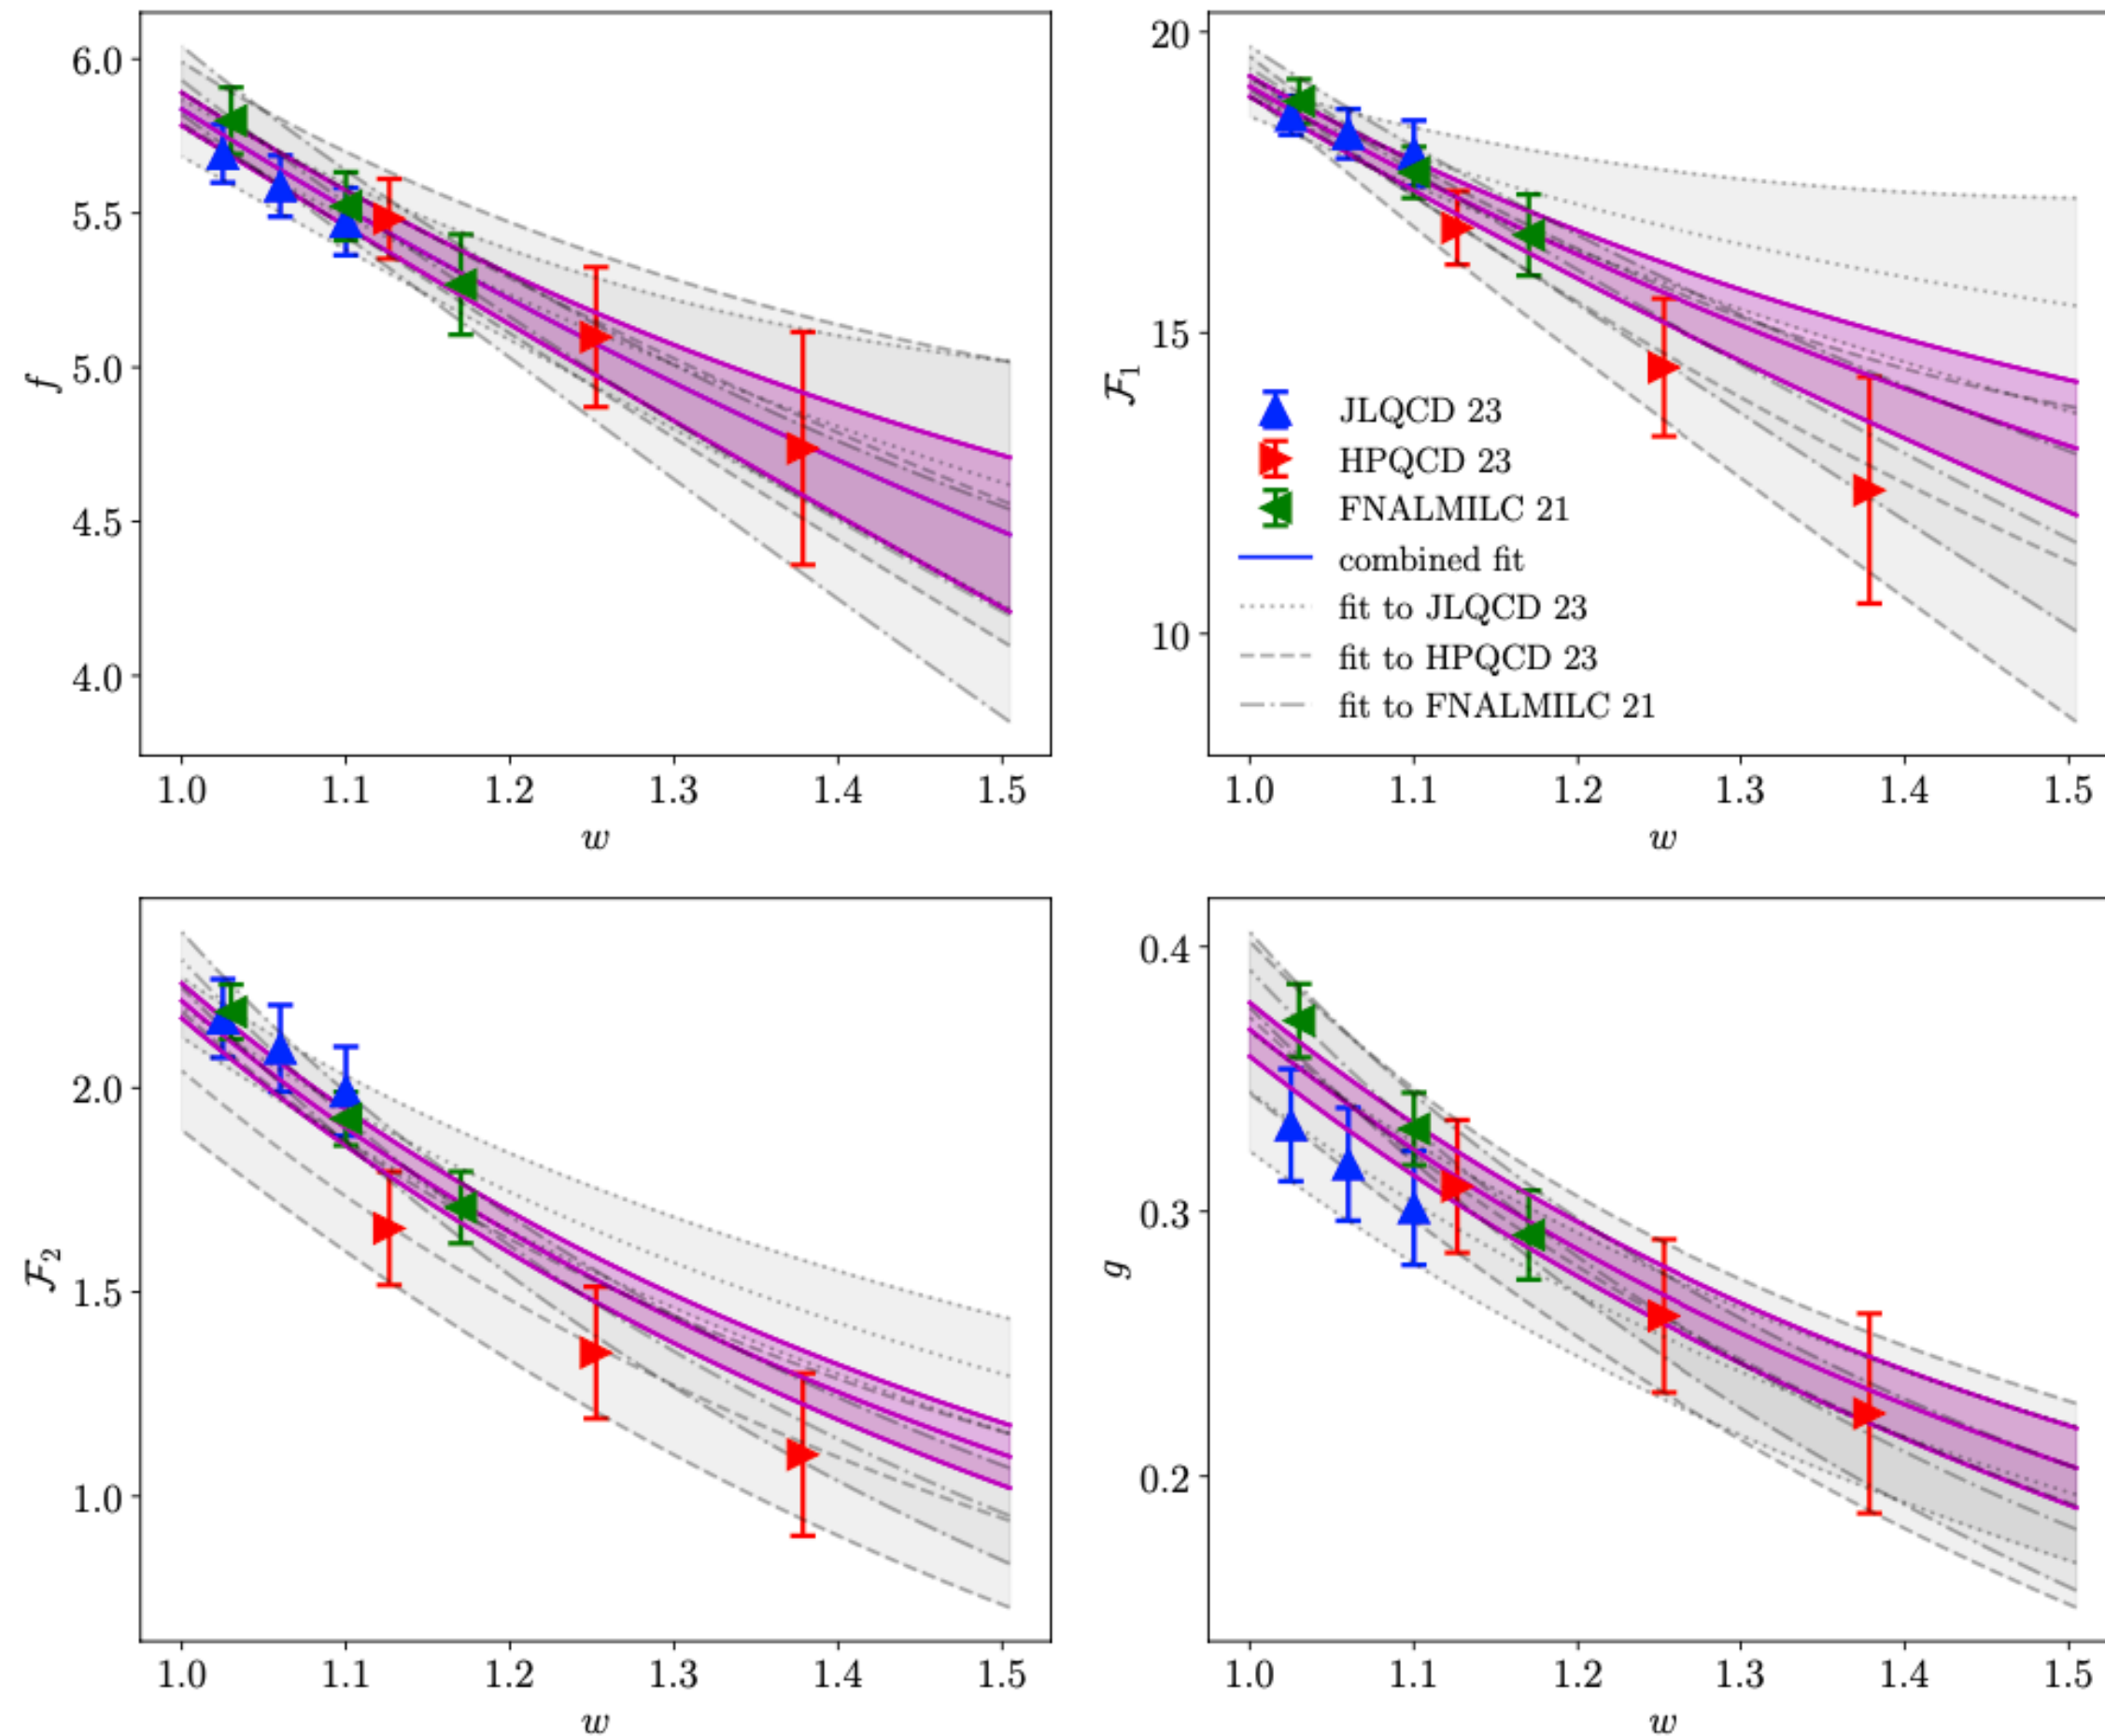 6.0
5.5
5.0
4.5
4.0
f
1.0 1.1 1.2 1.3 1.4 1.5
w
20
15
10
ℱ₁
JLQCD 23
HPQCD 23
FNALMILC 21
combined fit
fit to JLQCD 23
fit to HPQCD 23
fit to FNALMILC 21
1.0 1.1 1.2 1.3 1.4 1.5
w
2.0
1.5
1.0
ℱ₂
1.0 1.1 1.2 1.3 1.4 1.5
w
0.4
0.3
0.2
g
1.0 1.1 1.2 1.3 1.4 1.5
w